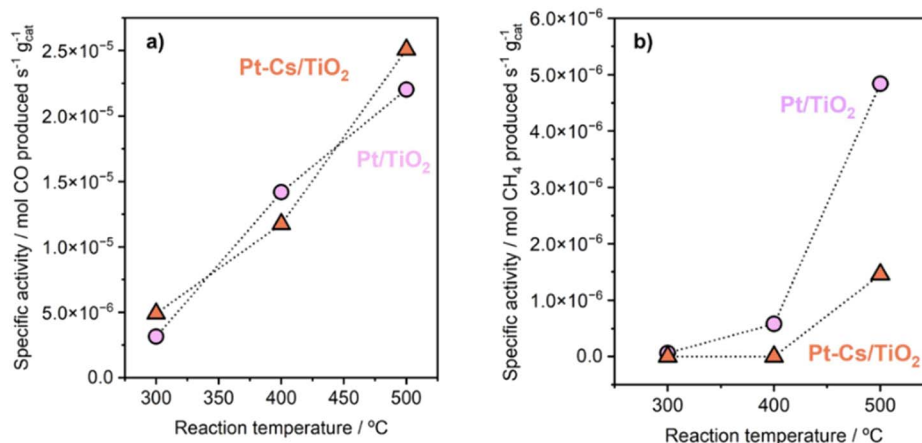 a)
Specific activity / mol CO produced s⁻¹ g⁻¹cat
2.5×10⁻⁵
2.0×10⁻⁵
1.5×10⁻⁵
1.0×10⁻⁵
5.0×10⁻⁶
0.0
Pt-Cs/TiO₂
Pt/TiO₂
300 350 400 450 500
Reaction temperature / ºC
b)
Specific activity / mol CH₄ produced s⁻¹ g⁻¹cat
6.0×10⁻⁶
5.0×10⁻⁶
4.0×10⁻⁶
3.0×10⁻⁶
2.0×10⁻⁶
1.0×10⁻⁶
0.0
Pt/TiO₂
Pt-Cs/TiO₂
300 400 500
Reaction temperature / ºC